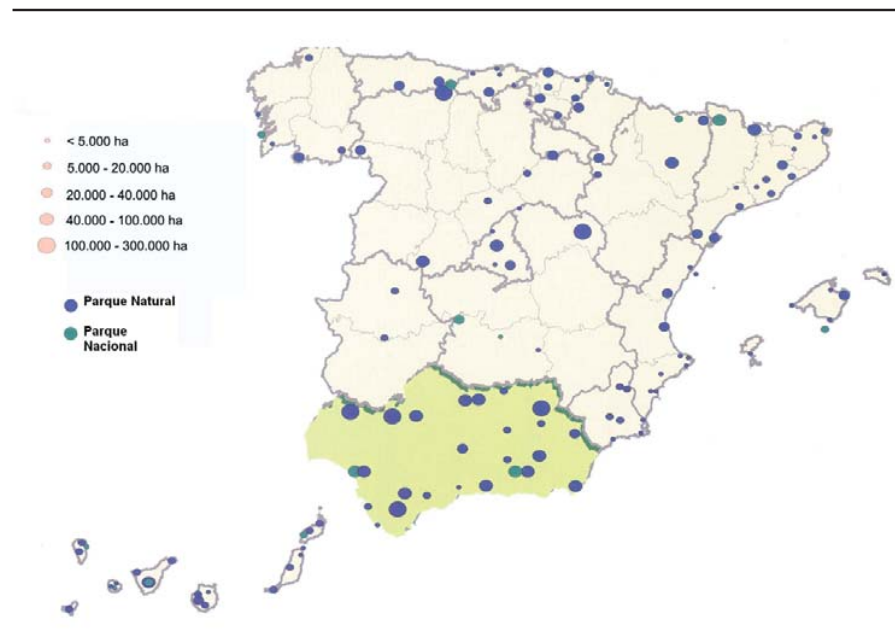 < 5.000 ha
5.000 - 20.000 ha
20.000 - 40.000 ha
40.000 - 100.000 ha
100.000 - 300.000 ha
Parque Natural
Parque
Nacional